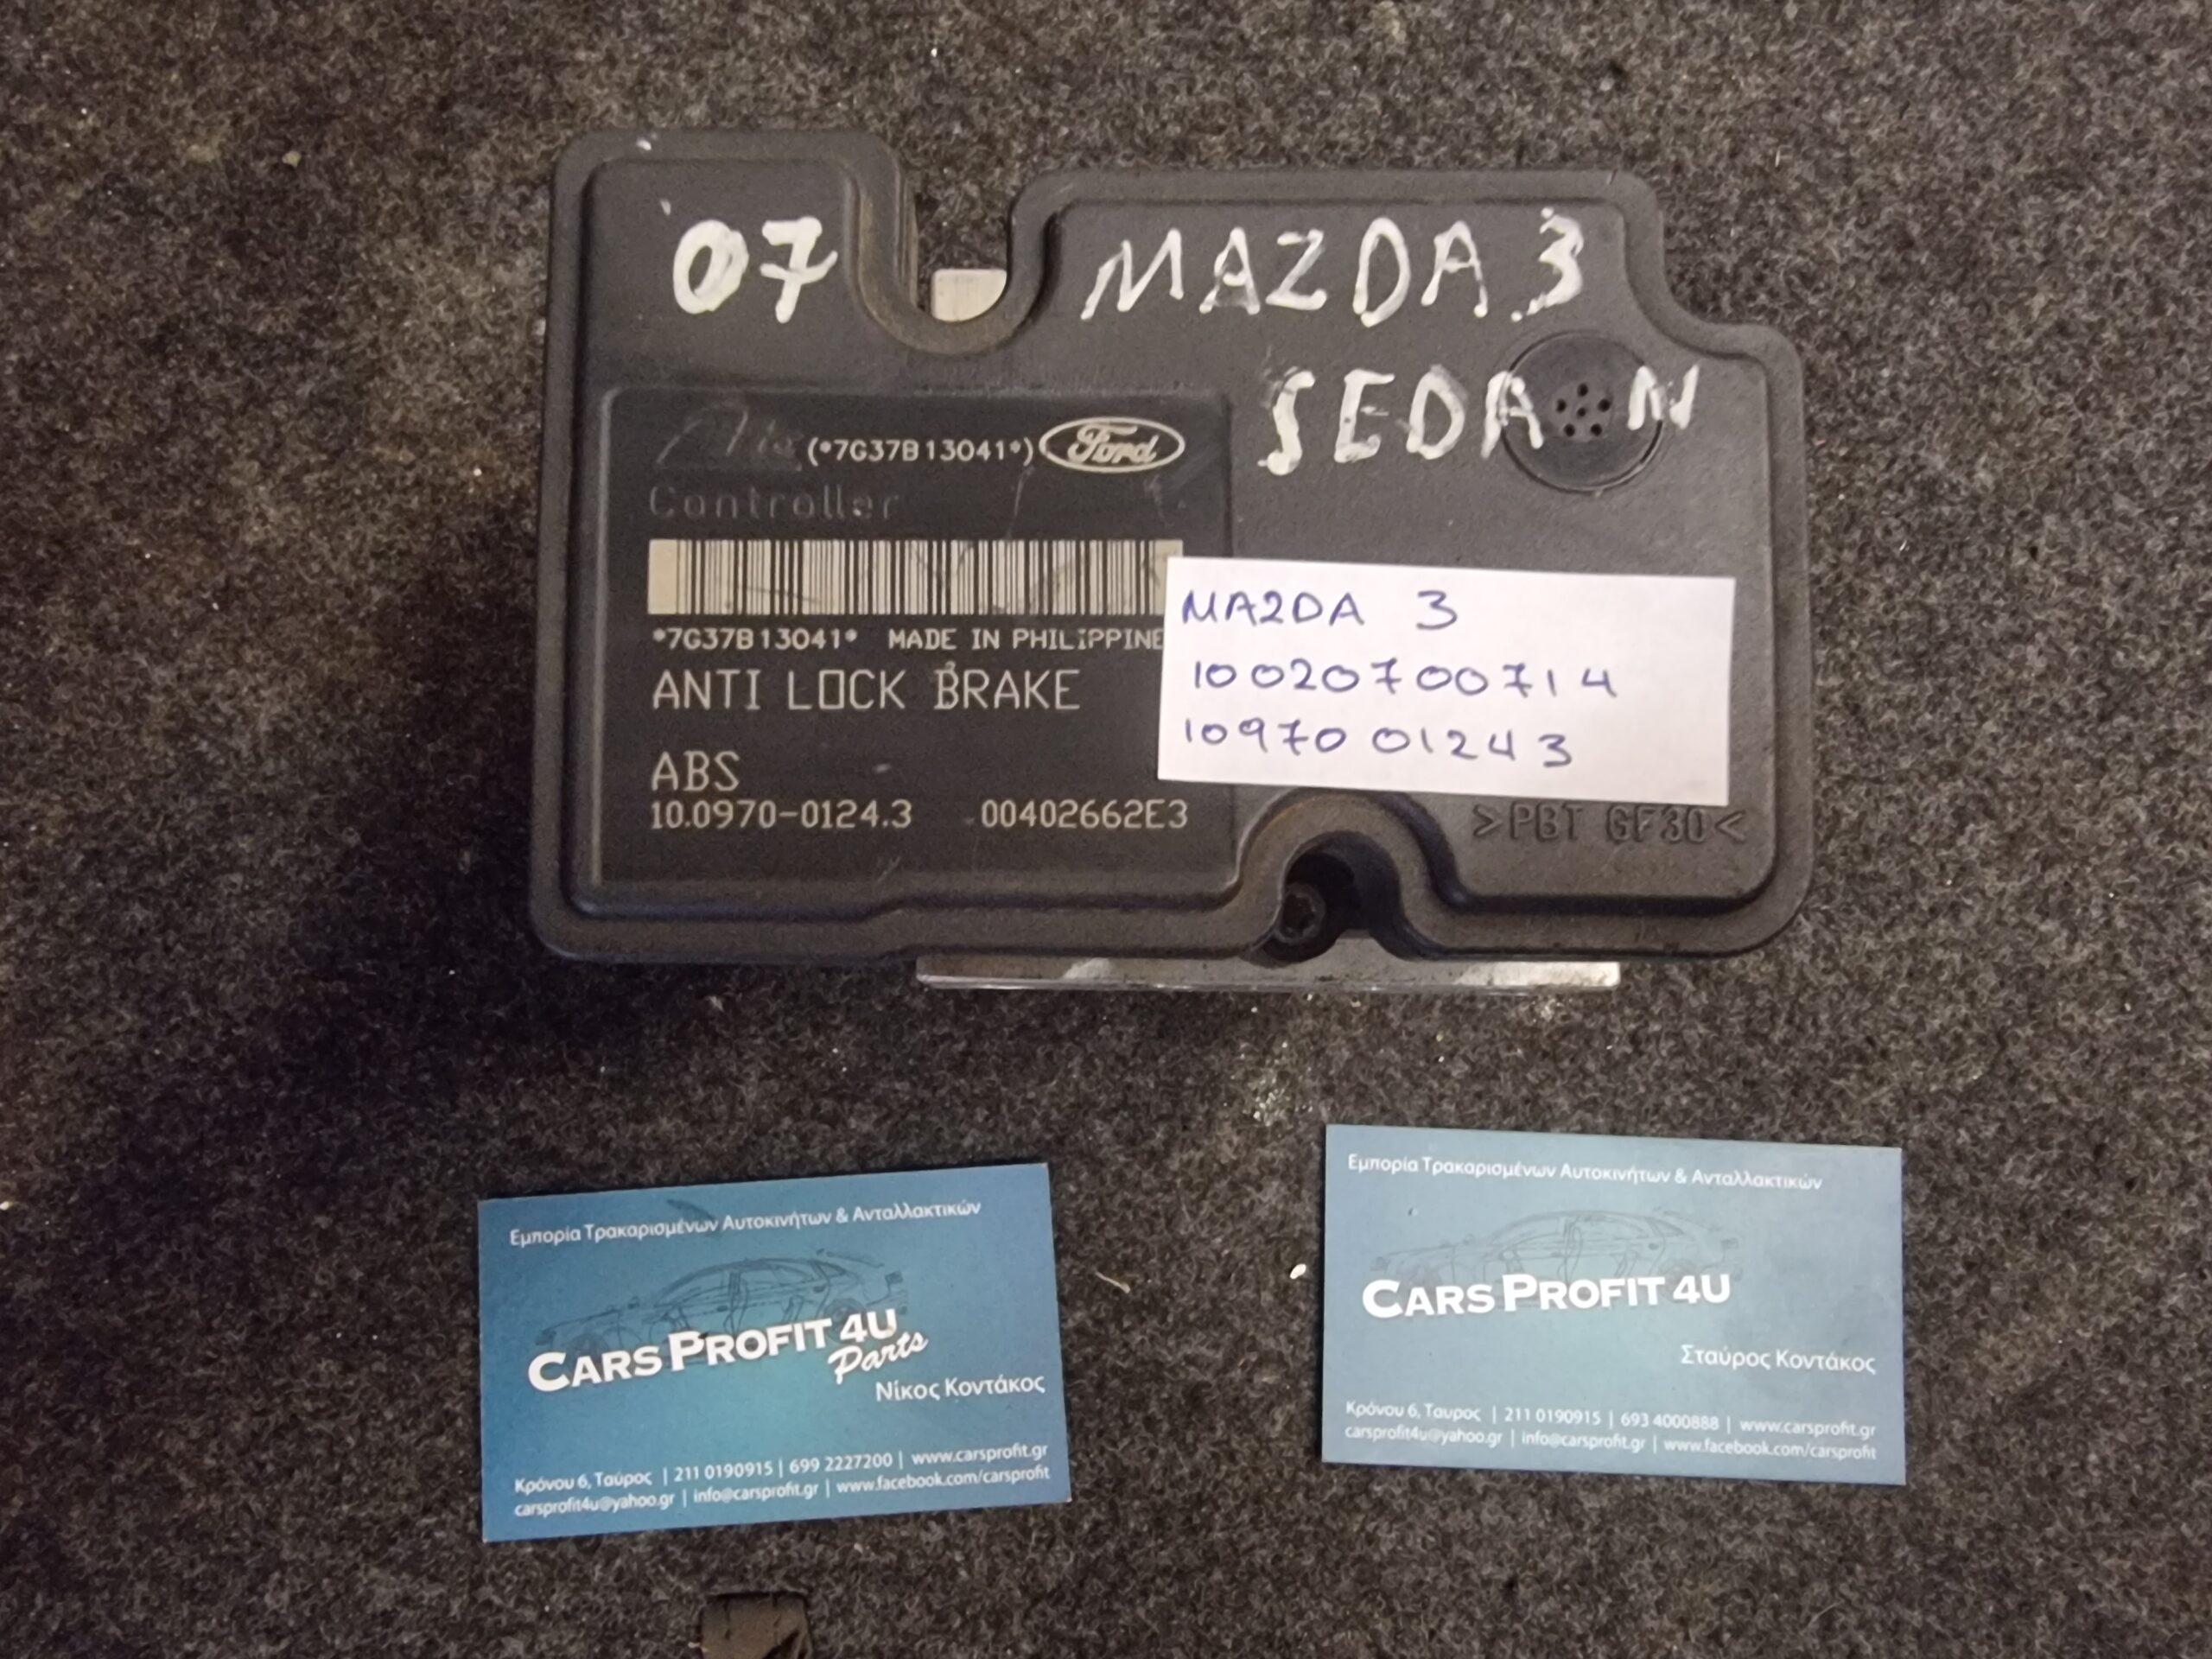 07 MAZDA 3
SEDAN
(*7G37B13041*) Ford
Controller
*7G37B13041* MADE IN PHILIPPINE
ANTI LOCK BRAKE
ABS
10.0970-0124.3 00402662E3
MAZDA 3
10020700714
10970 01243
>PBT GF30<
Εμπορία Τρακαρισμένων Αυτοκινήτων & Ανταλλακτικών
CARS PROFIT 4U
Parts
Νίκος Κοντάκος
Κρόνου 6, Ταύρος | 211 0190915 | 699 2227200 | www.carsprofit.gr
carsprofit4u@yahoo.gr | info@carsprofit.gr | www.facebook.com/carsprofit
Εμπορία Τρακαρισμένων Αυτοκινήτων & Ανταλλακτικών
CARS PROFIT 4U
Σταύρος Κοντάκος
Κρόνου 6, Ταυρος | 211 0190915 | 693 4000888 | www.carsprofit.gr
carsprofit4u@yahoo.gr | info@carsprofit.gr | www.facebook.com/carsprofit